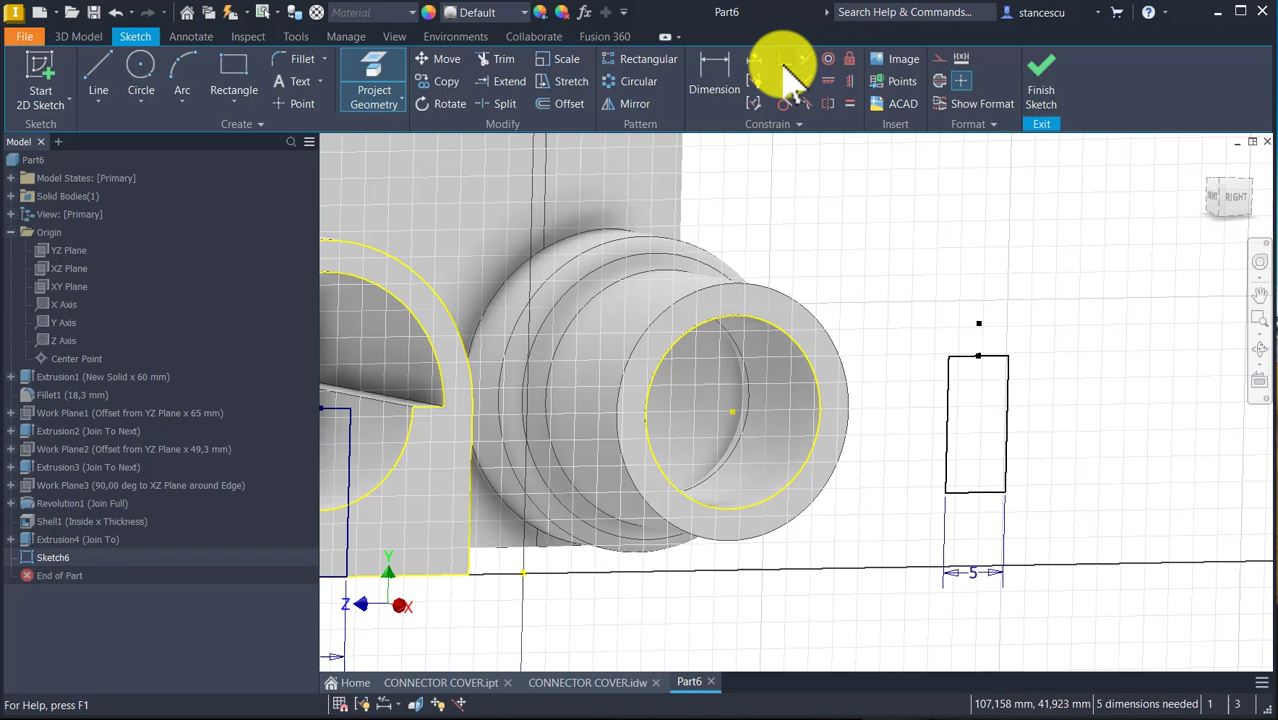 Material
Default
Part6
Search Help & Commands...
stancescu
File
3D Model
Sketch
Annotate
Inspect
Tools
Manage
View
Environments
Collaborate
Fusion 360
Start
2D Sketch
Line
Circle
Arc
Rectangle
Fillet
Text
Point
Project
Geometry
Move
Copy
Rotate
Trim
Extend
Split
Scale
Stretch
Offset
Rectangular
Circular
Mirror
Dimension
Image
Points
ACAD
Show Format
Finish
Sketch
Sketch
Create
Modify
Pattern
Constrain
Insert
Format
Exit
Model
Part6
Model States: [Primary]
Solid Bodies(1)
View: [Primary]
Origin
YZ Plane
XZ Plane
XY Plane
X Axis
Y Axis
Z Axis
Center Point
Extrusion1 (New Solid x 60 mm)
Fillet1 (18,3 mm)
Work Plane1 (Offset from YZ Plane x 65 mm)
Extrusion2 (Join To Next)
Work Plane2 (Offset from YZ Plane x 49,3 mm)
Extrusion3 (Join To Next)
Work Plane3 (90,00 deg to XZ Plane around Edge)
Revolution1 (Join Full)
Shell1 (Inside x Thickness)
Extrusion4 (Join To)
Sketch6
End of Part
RIGHT
5
Y
Z
X
Home
CONNECTOR COVER.ipt
CONNECTOR COVER.idw
Part6
For Help, press F1
107,158 mm, 41,923 mm
5 dimensions needed
1
3